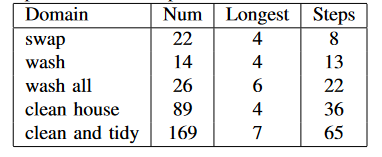 Domain Num Longest Steps
swap 22 4 8
wash 14 4 13
wash all 26 6 22
clean house 89 4 36
clean and tidy 169 7 65